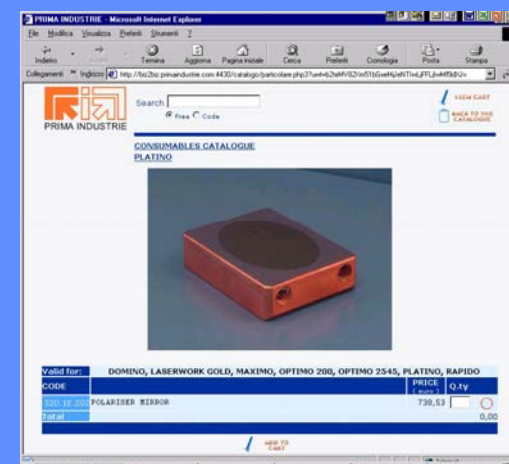 PRIMA INDUSTRIE - Microsoft Internet Explorer
File Modifica Visualizza Preferiti Strumenti ?
Indietro Termina Aggiorna Pagina iniziale Cerca Preferiti Cronologia Posta Stampa
Collegamenti Indirizzo
Search
Free Code
VIEW CART
BACK TO THE CATALOGUE
PRIMA INDUSTRIE
CONSUMABLES CATALOGUE
PLATINO
Valid for: DOMINO, LASERWORK GOLD, MAXIMO, OPTIMO 200, OPTIMO 2545, PLATINO, RAPIDO
CODE PRICE (euro) Q.ty
POLARISER MIRROR 738,53
Total 0,00
ADD TO CART